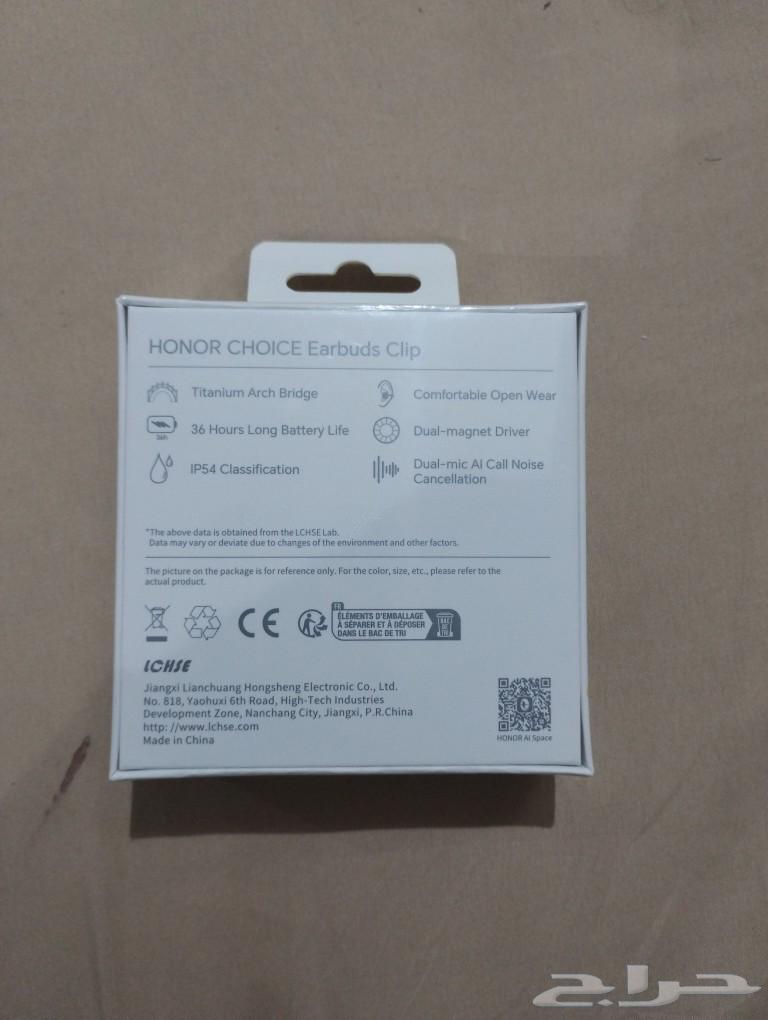 HONOR CHOICE Earbuds Clip
Titanium Arch Bridge
Comfortable Open Wear
36h
36 Hours Long Battery Life
Dual-magnet Driver
IP54 Classification
Dual-mic AI Call Noise
Cancellation
*The above data is obtained from the LCHSE Lab.
Data may vary or deviate due to changes of the environment and other factors.
The picture on the package is for reference only. For the color, size, etc., please refer to the
actual product.
CE
FR
ÉLÉMENTS D'EMBALLAGE
À SÉPARER ET À DÉPOSER
DANS LE BAC DE TRI
BAC
DE
TRI
LCHSE
Jiangxi Lianchuang Hongsheng Electronic Co., Ltd.
No. 818, Yaohuxi 6th Road, High-Tech Industries
Development Zone, Nanchang City, Jiangxi, P.R.China
http://www.lchse.com
Made in China
HONOR AI Space
حراج